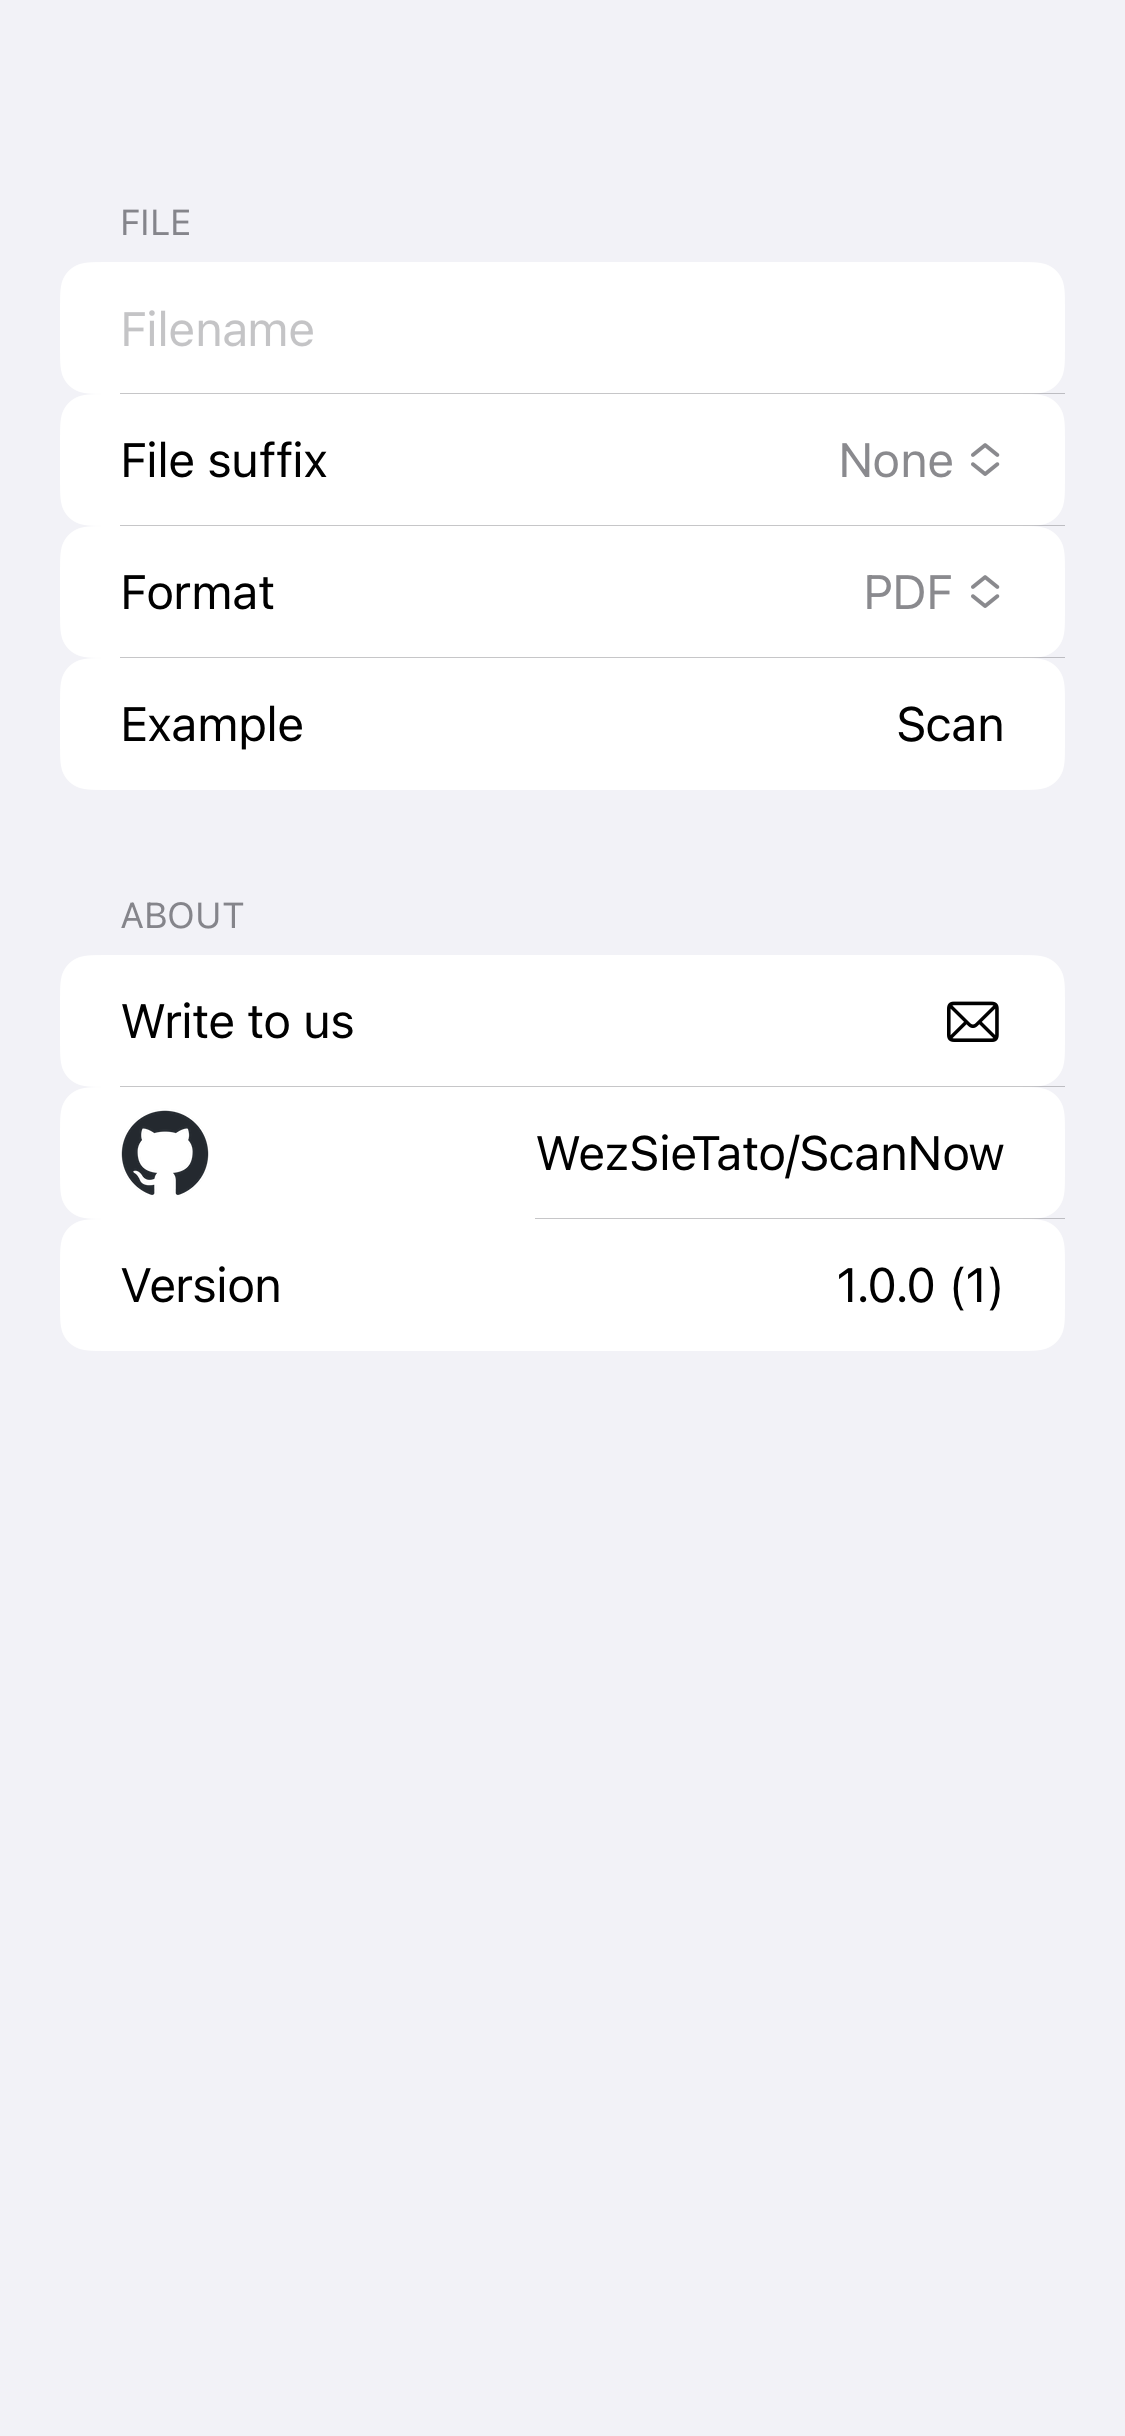 FILE
Filename
File suffix None
Format PDF
Example Scan
ABOUT
Write to us
WezSieTato/ScanNow
Version 1.0.0 (1)